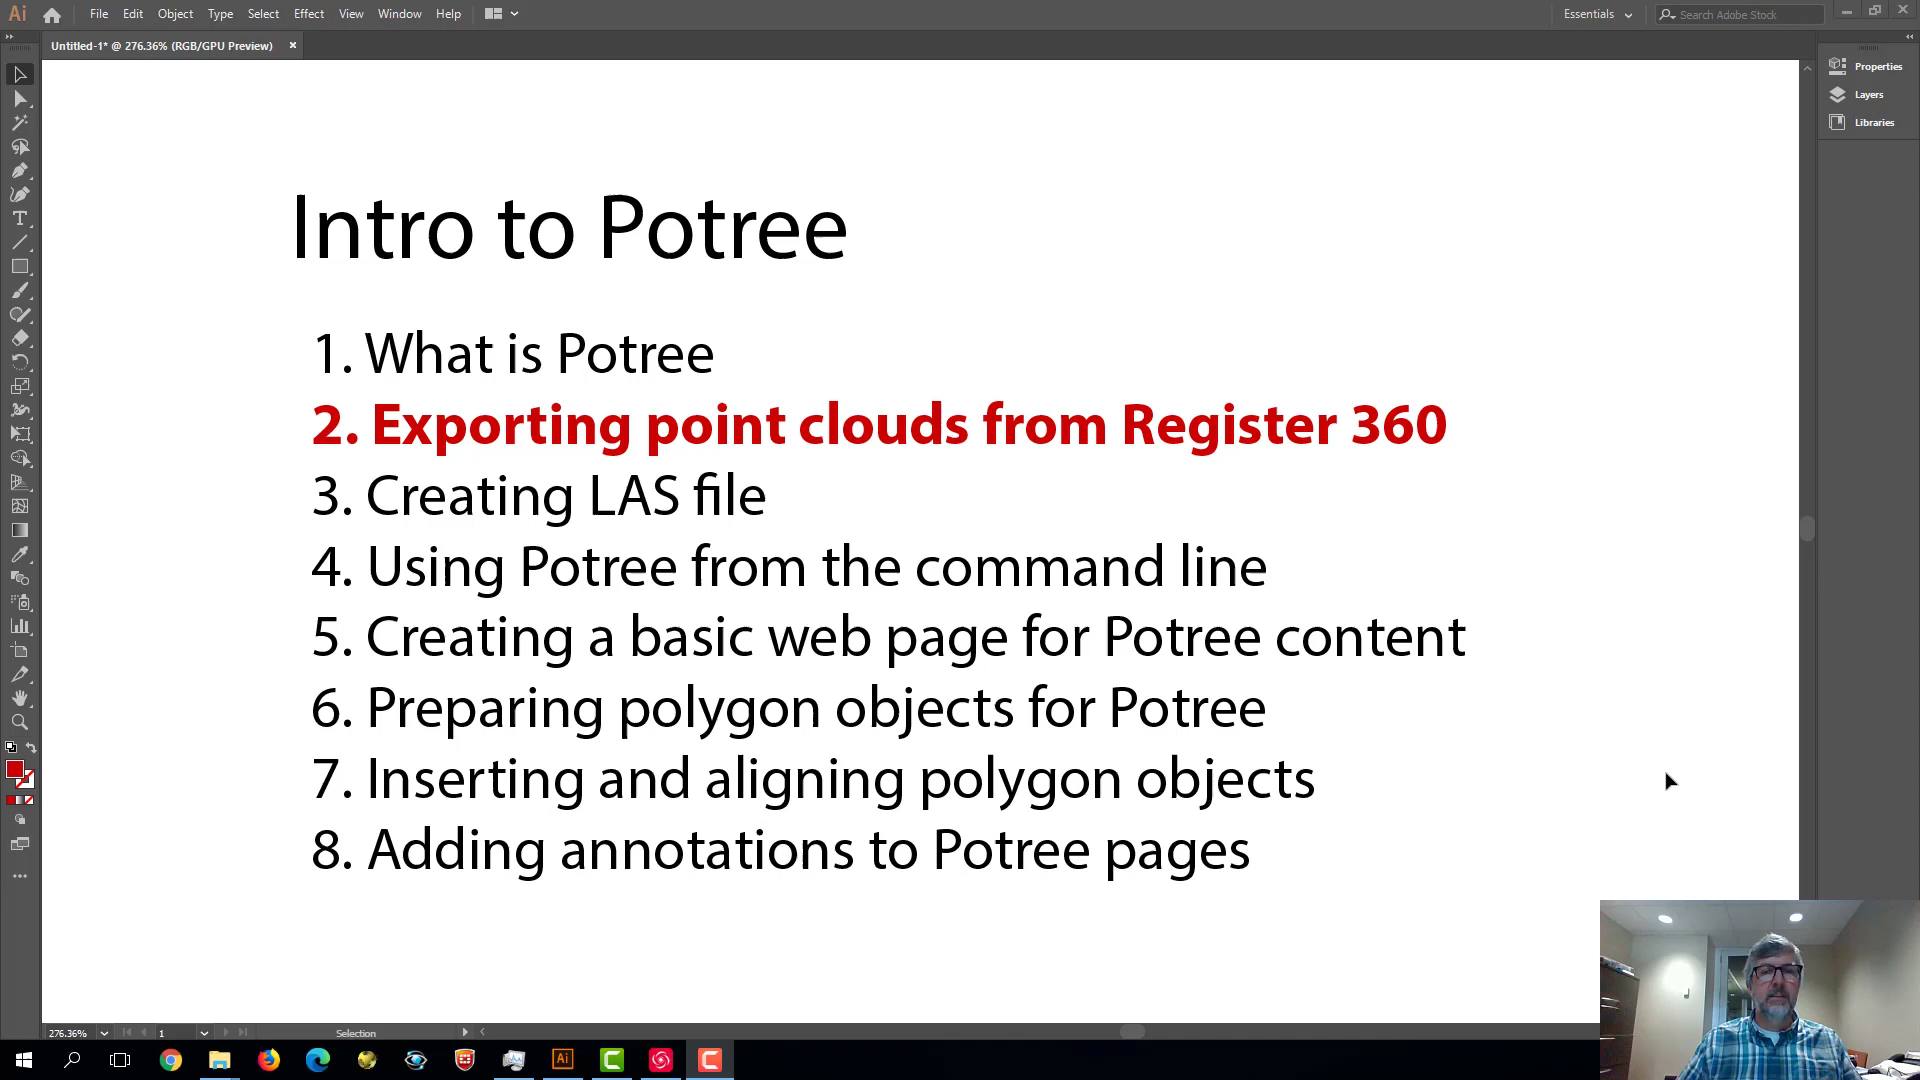 Ai File Edit Object Type Select Effect View Window Help Essentials Search Adobe Stock
Untitled-1* @ 276.36% (RGB/GPU Preview)
Properties
Layers
Libraries
Intro to Potree
1. What is Potree
2. Exporting point clouds from Register 360
3. Creating LAS file
4. Using Potree from the command line
5. Creating a basic web page for Potree content
6. Preparing polygon objects for Potree
7. Inserting and aligning polygon objects
8. Adding annotations to Potree pages
276.36% 1 Selection
Ai